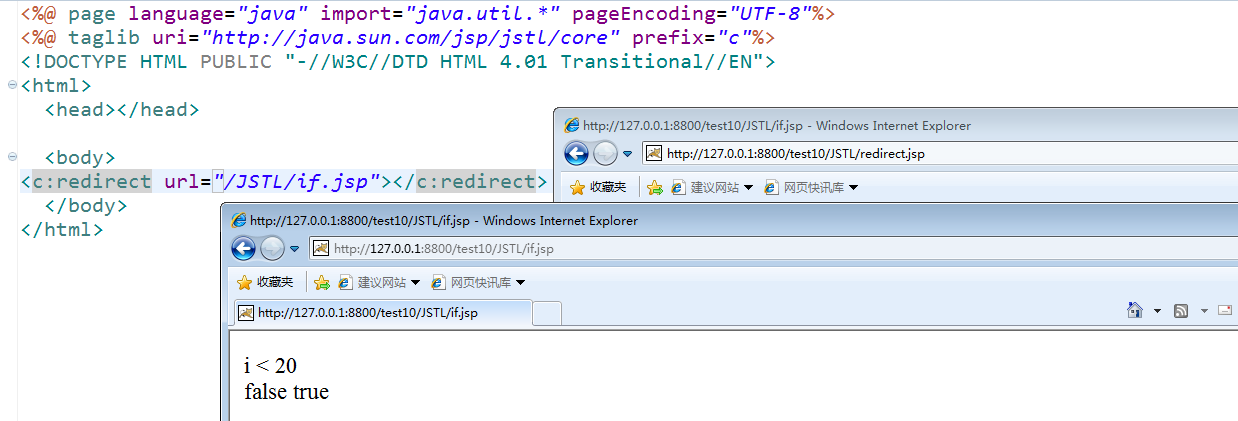 <%@ page language="java" import="java.util.*" pageEncoding="UTF-8"%>
<%@ taglib uri="http://java.sun.com/jsp/jstl/core" prefix="c"%>
<!DOCTYPE HTML PUBLIC "-//W3C//DTD HTML 4.01 Transitional//EN">
<html>
<head></head>
<body>
<c:redirect url="/JSTL/if.jsp"></c:redirect>
</body>
</html>
http://127.0.0.1:8800/test10/JSTL/if.jsp - Windows Internet Explorer
http://127.0.0.1:8800/test10/JSTL/redirect.jsp
收藏夹 建议网站 网页快讯库
http://127.0.0.1:8800/test10/JSTL/if.jsp - Windows Internet Explorer
http://127.0.0.1:8800/test10/JSTL/if.jsp
收藏夹 建议网站 网页快讯库
http://127.0.0.1:8800/test10/JSTL/if.jsp
i < 20
false true